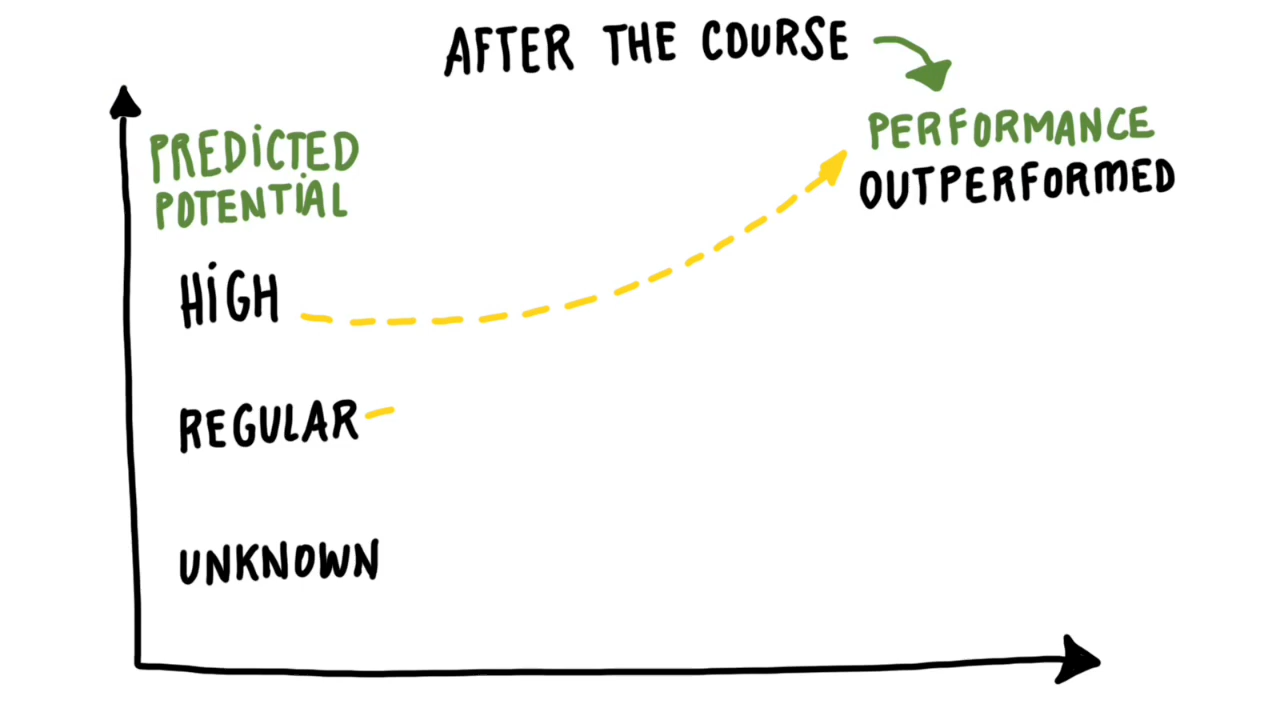 AFTER THE COURSE
PREDICTED
POTENTIAL
PERFORMANCE
OUTPERFORMED
HIGH
REGULAR
UNKNOWN